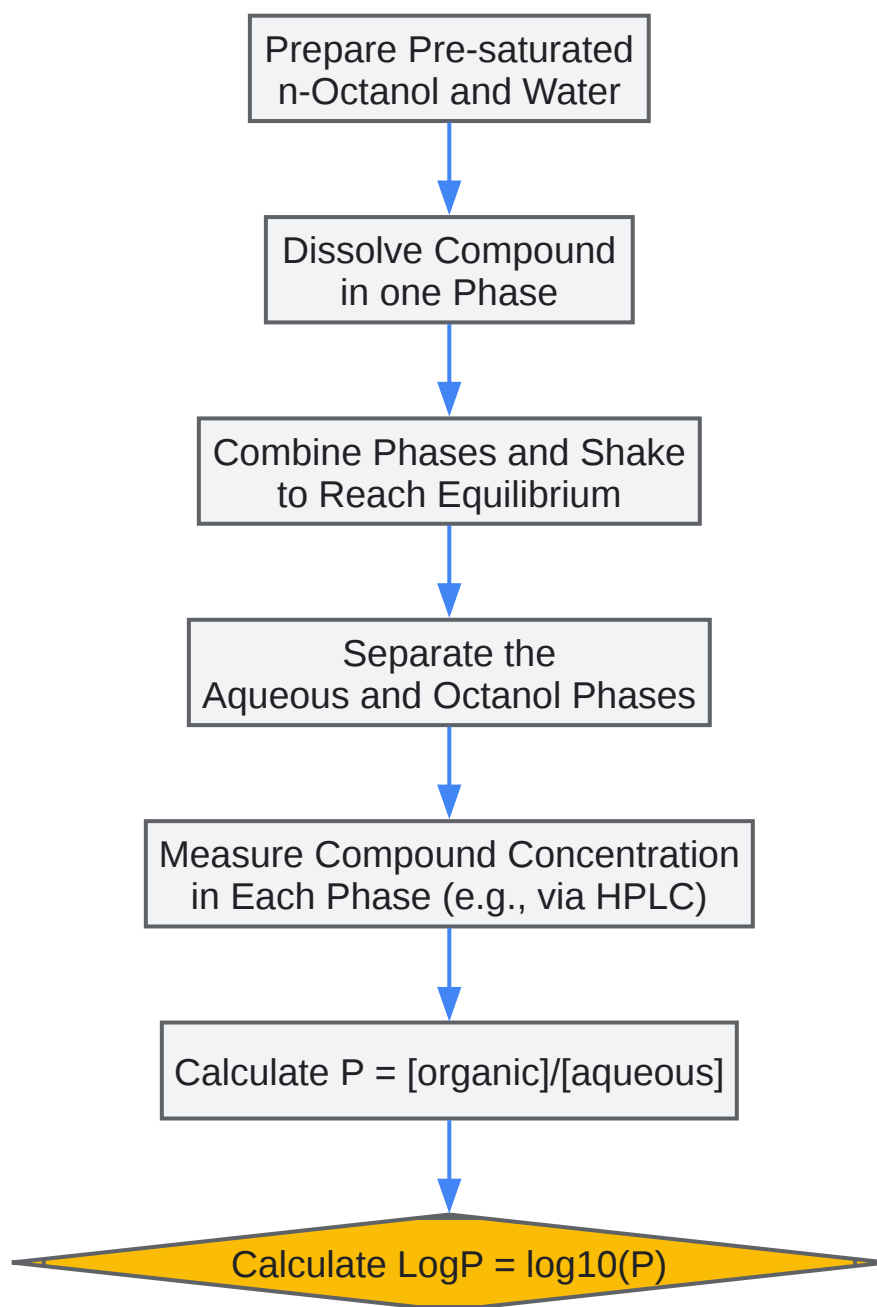 Prepare Pre-saturated
n-Octanol and Water
Dissolve Compound
in one Phase
Combine Phases and Shake
to Reach Equilibrium
Separate the
Aqueous and Octanol Phases
Measure Compound Concentration
in Each Phase (e.g., via HPLC)
Calculate P = [organic]/[aqueous]
Calculate LogP = log10(P)